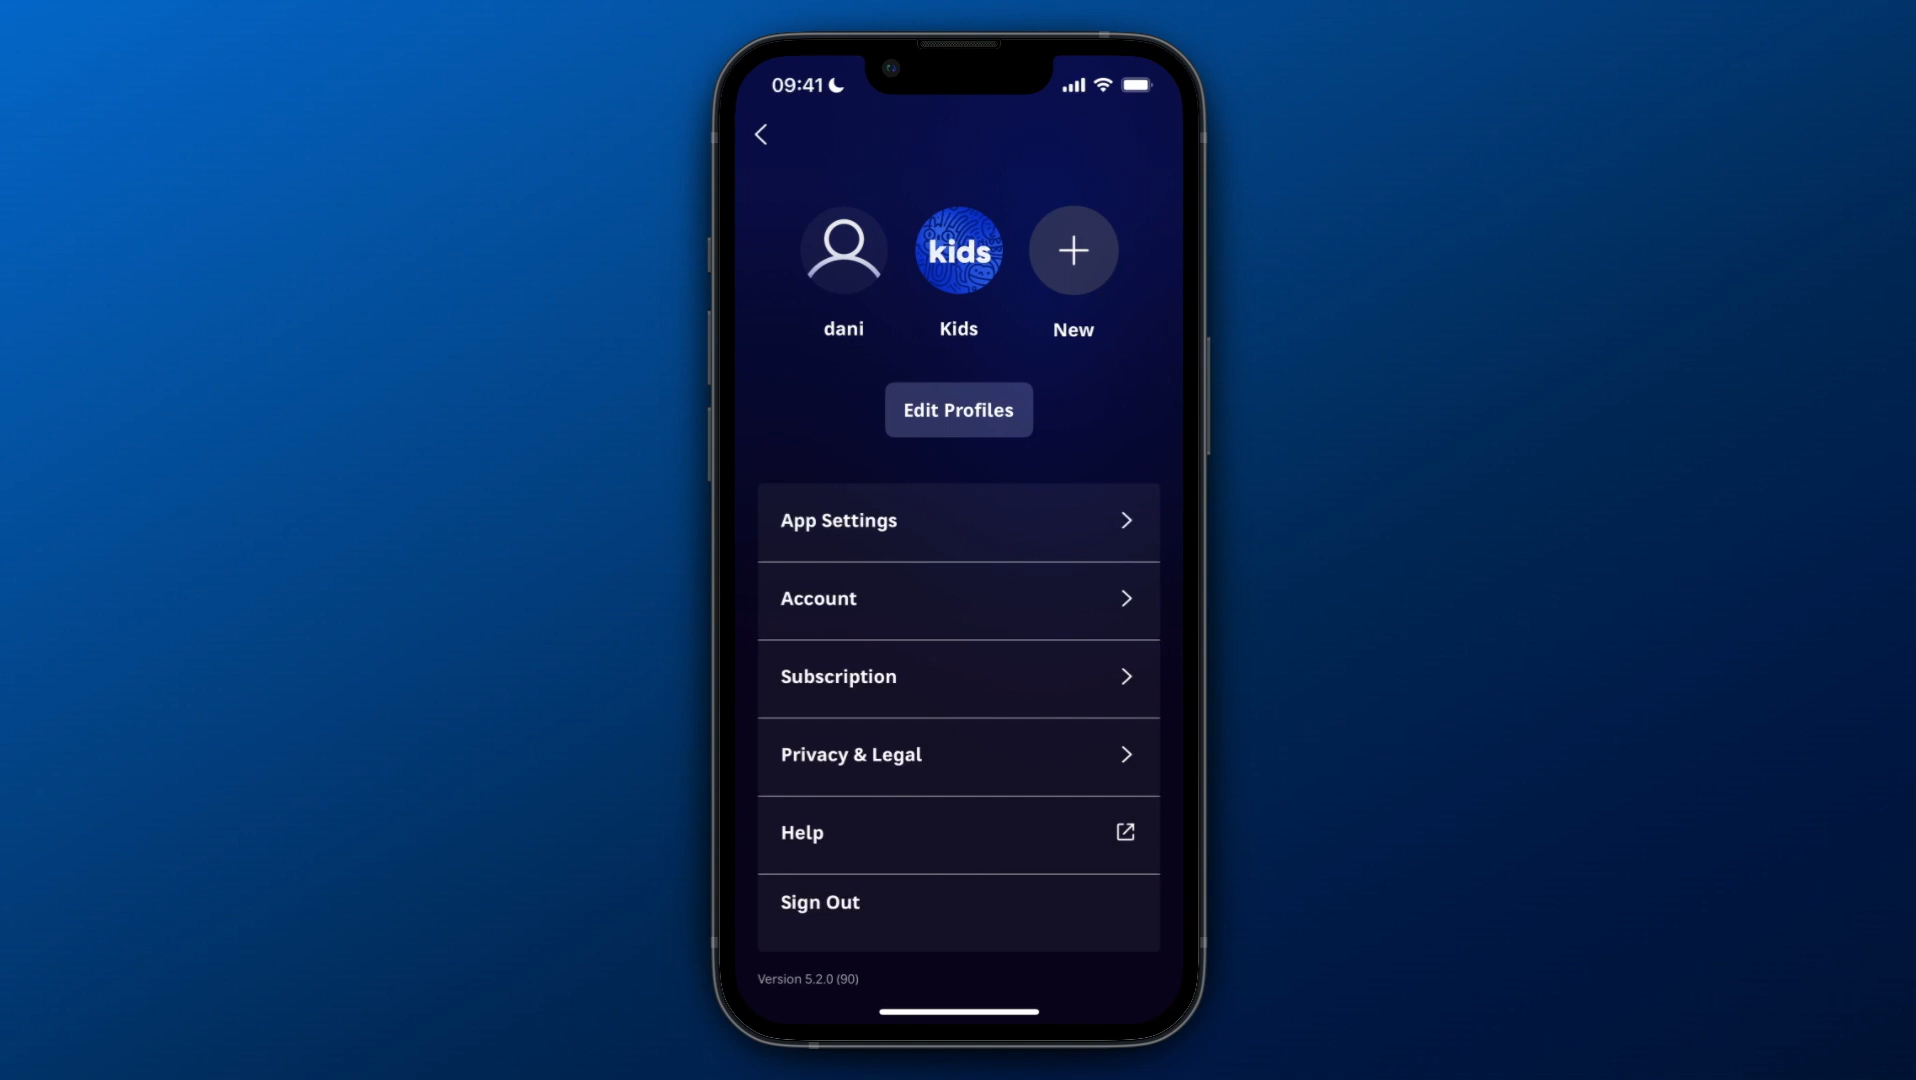 09:41
kids
dani
Kids
New
Edit Profiles
App Settings
Account
Subscription
Privacy & Legal
Help
Sign Out
Version 5.2.0 (90)